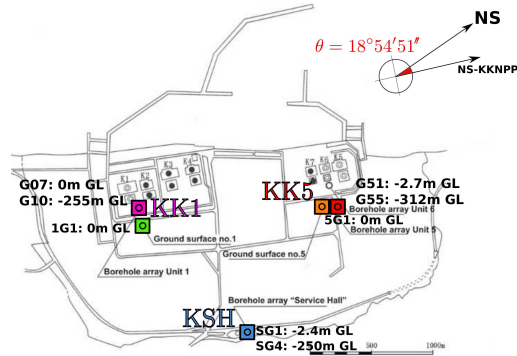 NS
θ = 18°54′51″
NS-KKNPP
K1
K2
K3
K4
K7
K6
K5
G07: 0m GL
G10: -255m GL
KK1
1G1: 0m GL
Ground surface no.1
Borehole array Unit 1
KK5
G51: -2.7m GL
G55: -312m GL
Borehole array Unit 6
5G1: 0m GL
Borehole array Unit 5
Ground surface no.5
Borehole array "Service Hall"
KSH
SG1: -2.4m GL
SG4: -250m GL
500
1000m